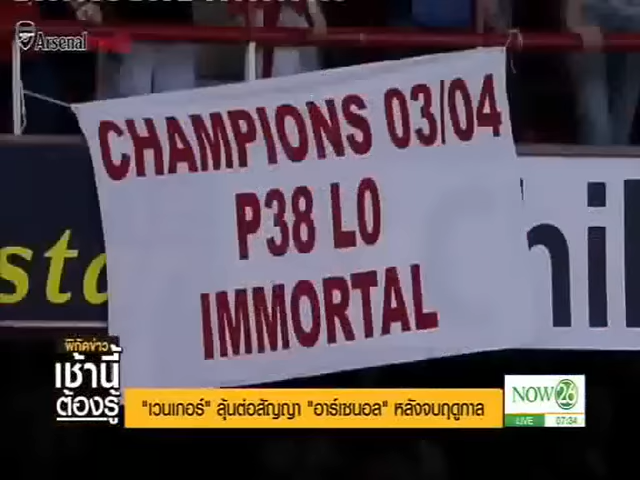 Arsenal
CHAMPIONS 03/04
P38 L0
IMMORTAL
sta
hil
พิกัดข่าว
เช้านี้
ต้องรู้
"เวนเกอร์" ลุ้นต่อสัญญา "อาร์เซนอล" หลังจบฤดูกาล
NOW26
LIVE
07:34